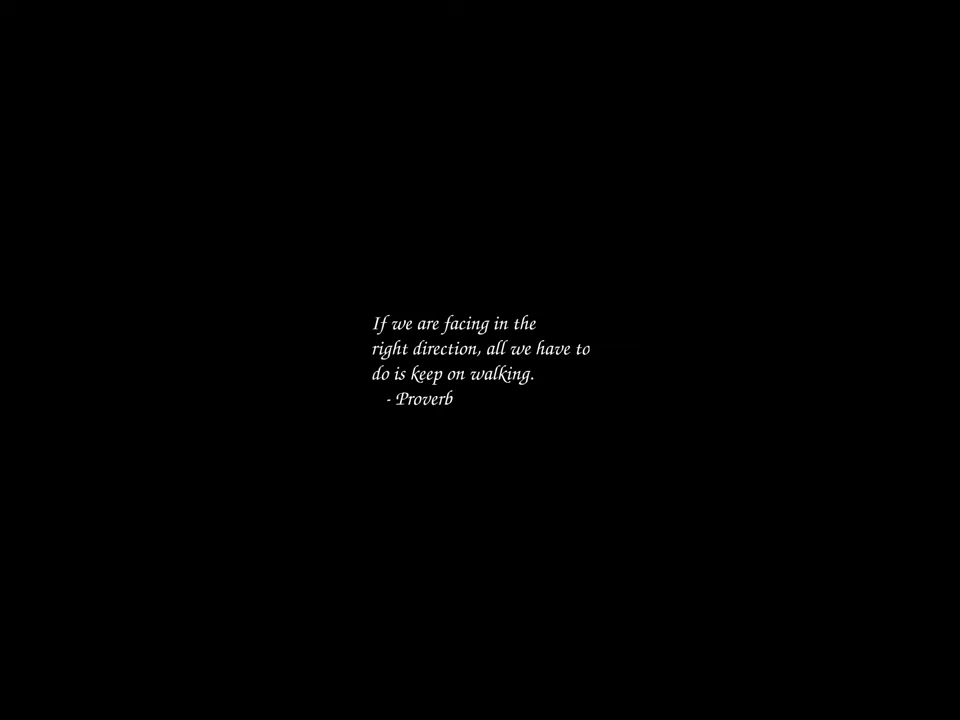 If we are facing in the
right direction, all we have to
do is keep on walking.
- Proverb